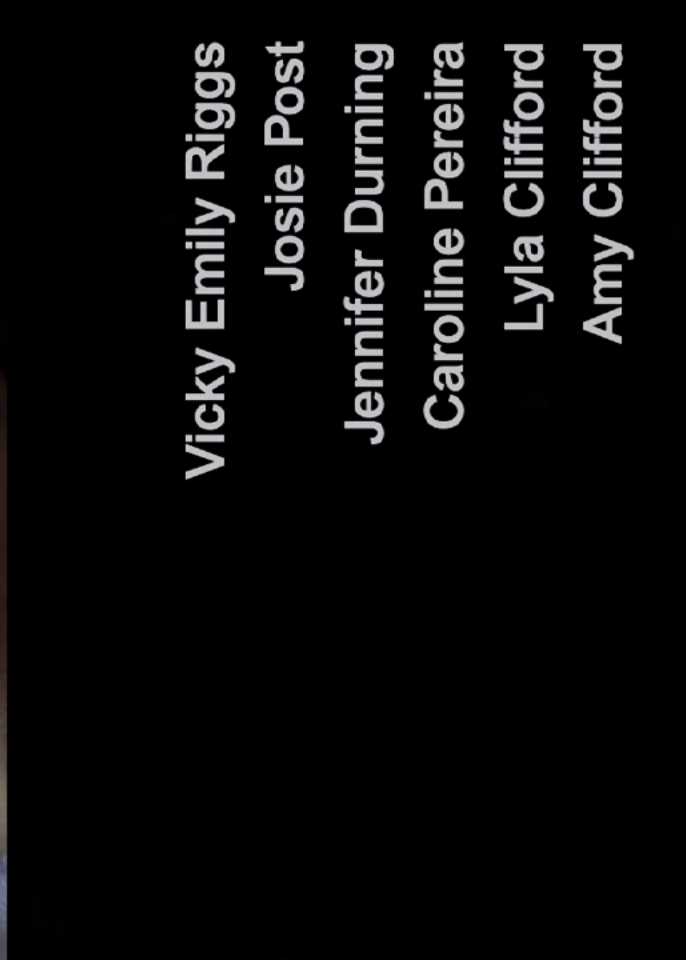 Vicky Emily Riggs
Josie Post
Jennifer Durning
Caroline Pereira
Lyla Clifford
Amy Clifford